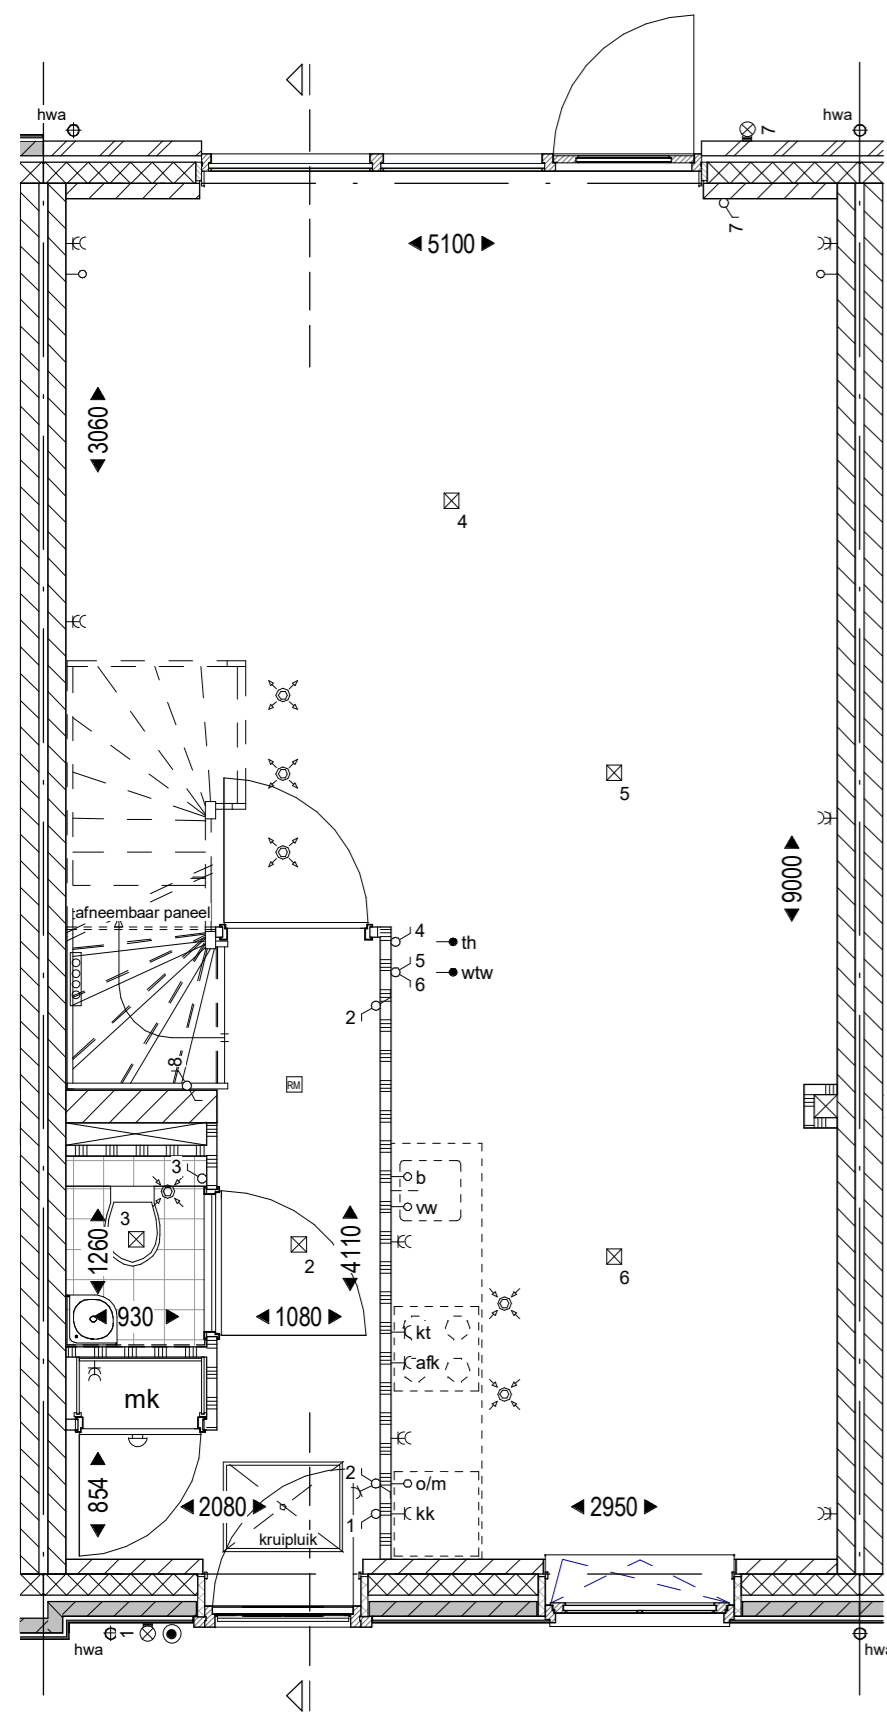 hwa
hwa
7
7
5100
3060
4
5
9000
afneembaar paneel
4
th
5
wtw
6
2
8
RM
3
b
vw
3
1260
4110
2
6
930
1080
kt
afk
mk
854
2
o/m
2080
2950
1
kk
kruipluik
1
hwa
hwa